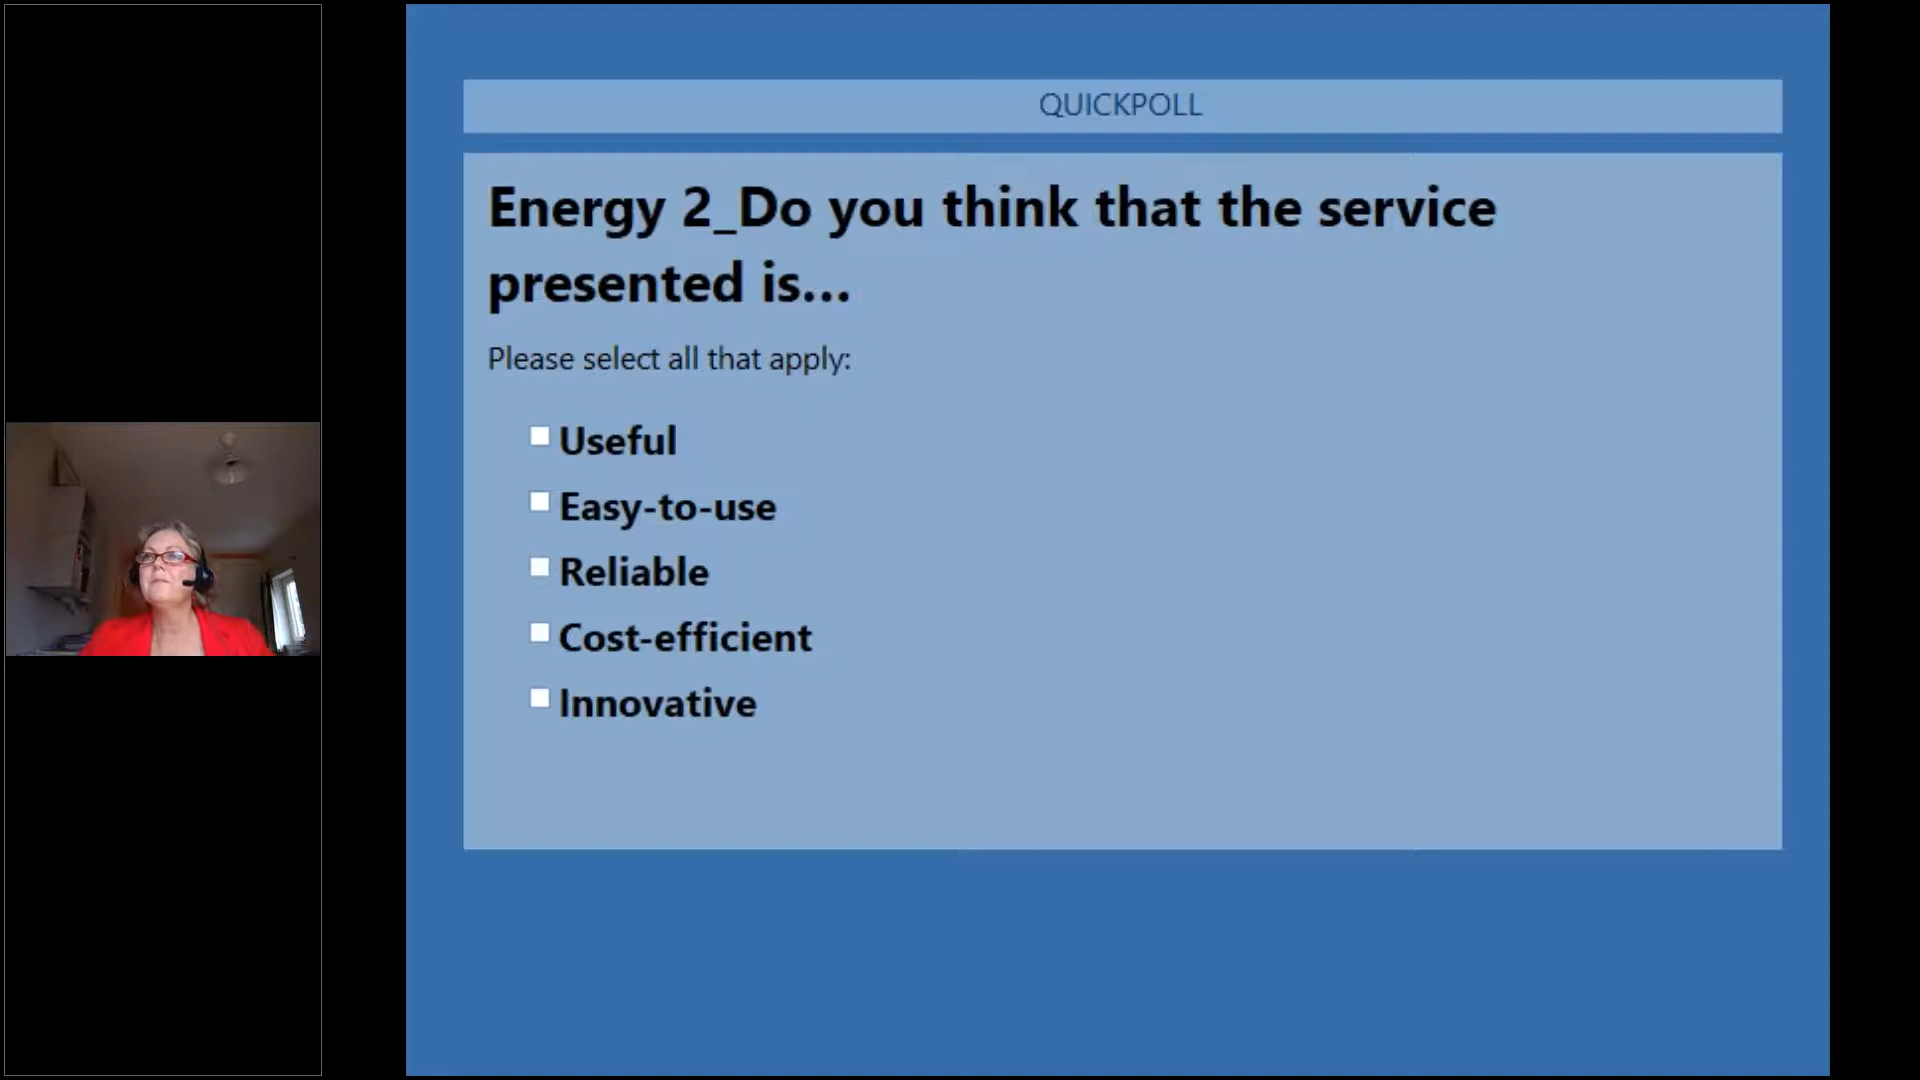 QUICKPOLL
Energy 2_Do you think that the service
presented is...
Please select all that apply:
Useful
Easy-to-use
Reliable
Cost-efficient
Innovative